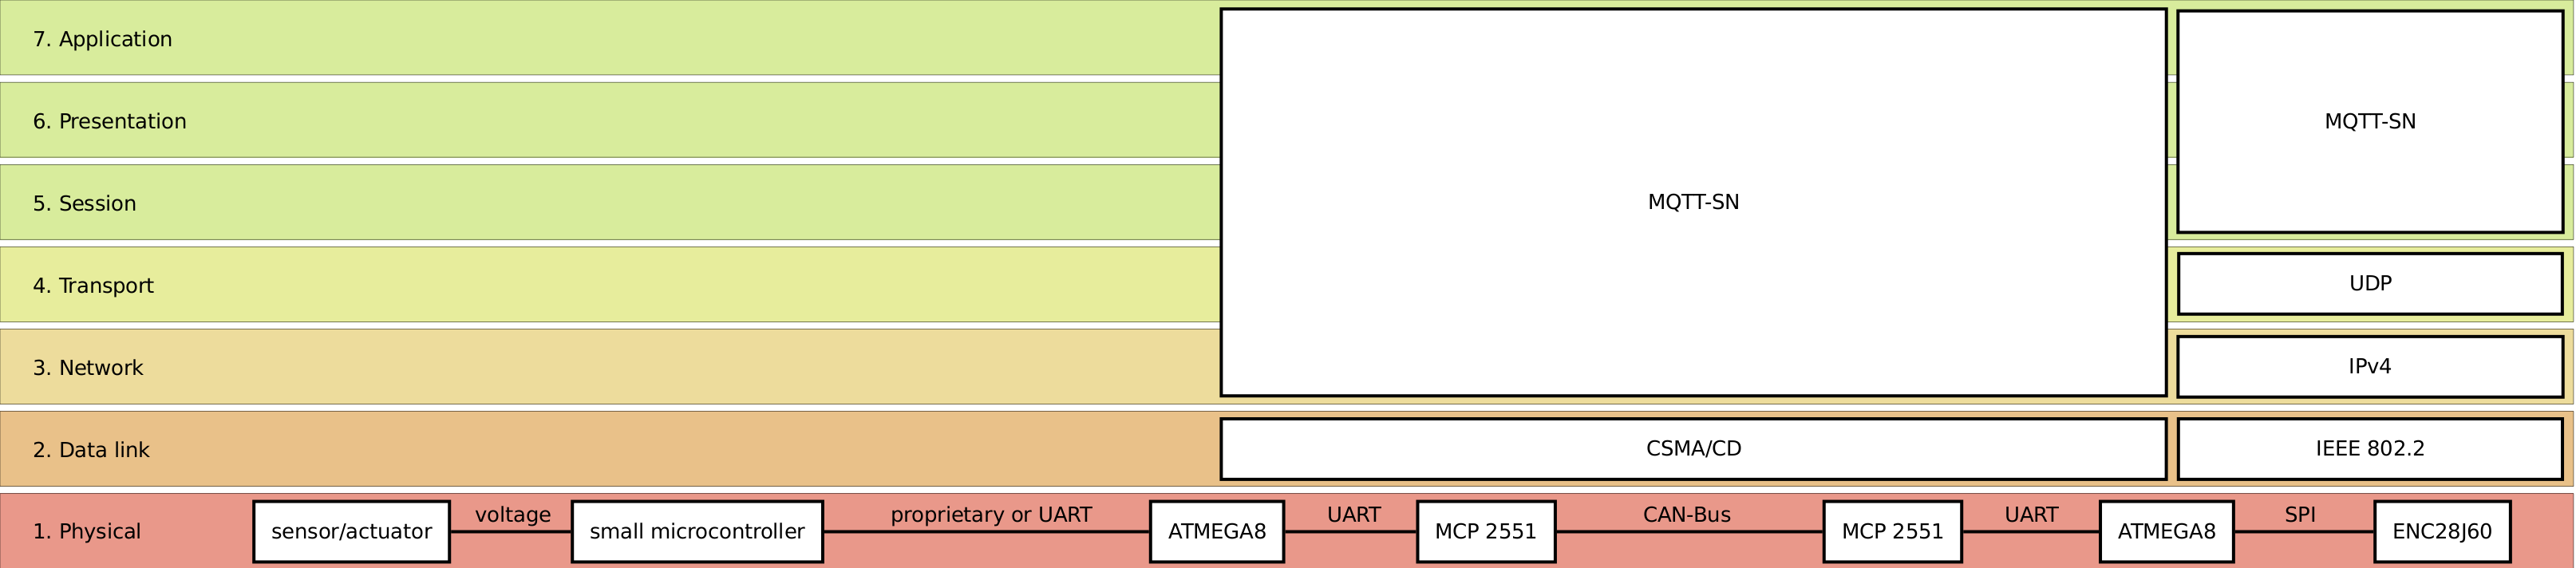 7. Application
6. Presentation
MQTT-SN
5. Session
MQTT-SN
4. Transport
UDP
3. Network
IPv4
2. Data link
CSMA/CD
IEEE 802.2
1. Physical
sensor/actuator
voltage
small microcontroller
proprietary or UART
ATMEGA8
UART
MCP 2551
CAN-Bus
MCP 2551
UART
ATMEGA8
SPI
ENC28J60